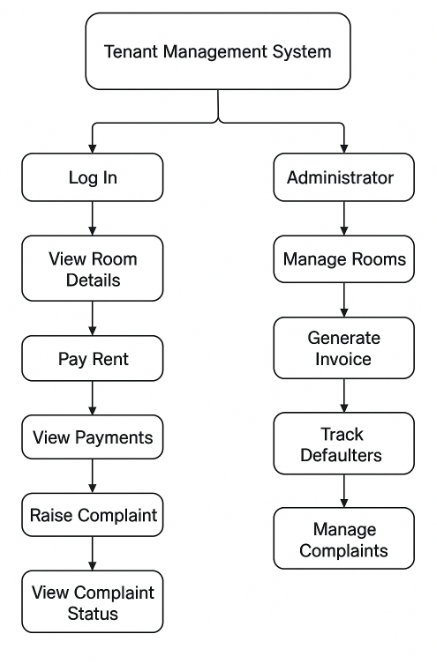 Tenant Management System
Log In
View Room
Details
Pay Rent
View Payments
Raise Complaint
View Complaint
Status
Administrator
Manage Rooms
Generate
Invoice
Track
Defaulters
Manage
Complaints